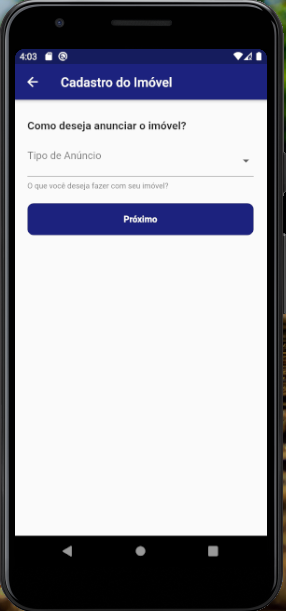 4:03
Cadastro do Imóvel
Como deseja anunciar o imóvel?
Tipo de Anúncio
O que você deseja fazer com seu imóvel?
Próximo